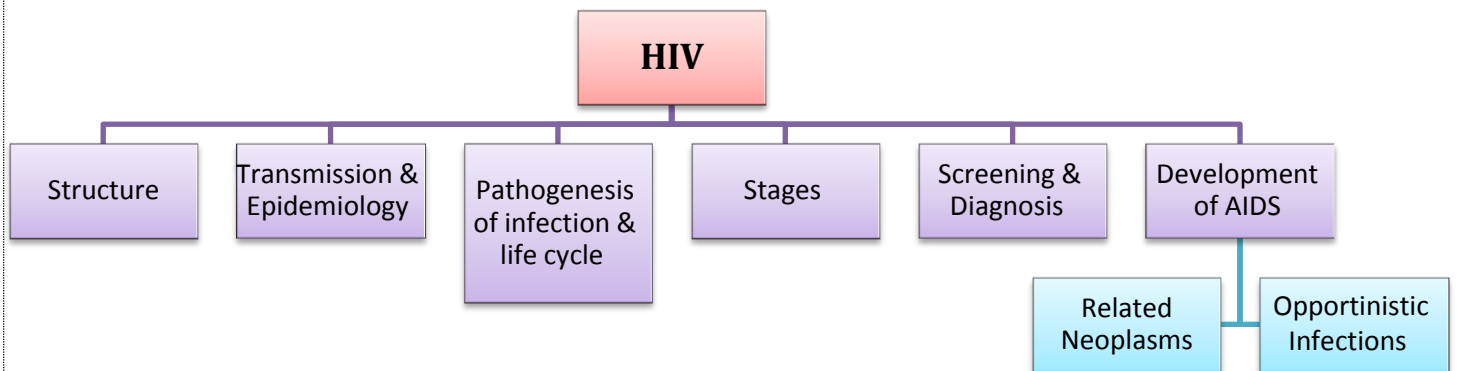 HIV
Structure
Transmission &
Epidemiology
Pathogenesis
of infection &
life cycle
Stages
Screening &
Diagnosis
Development
of AIDS
Related
Neoplasms
Opportinistic
Infections